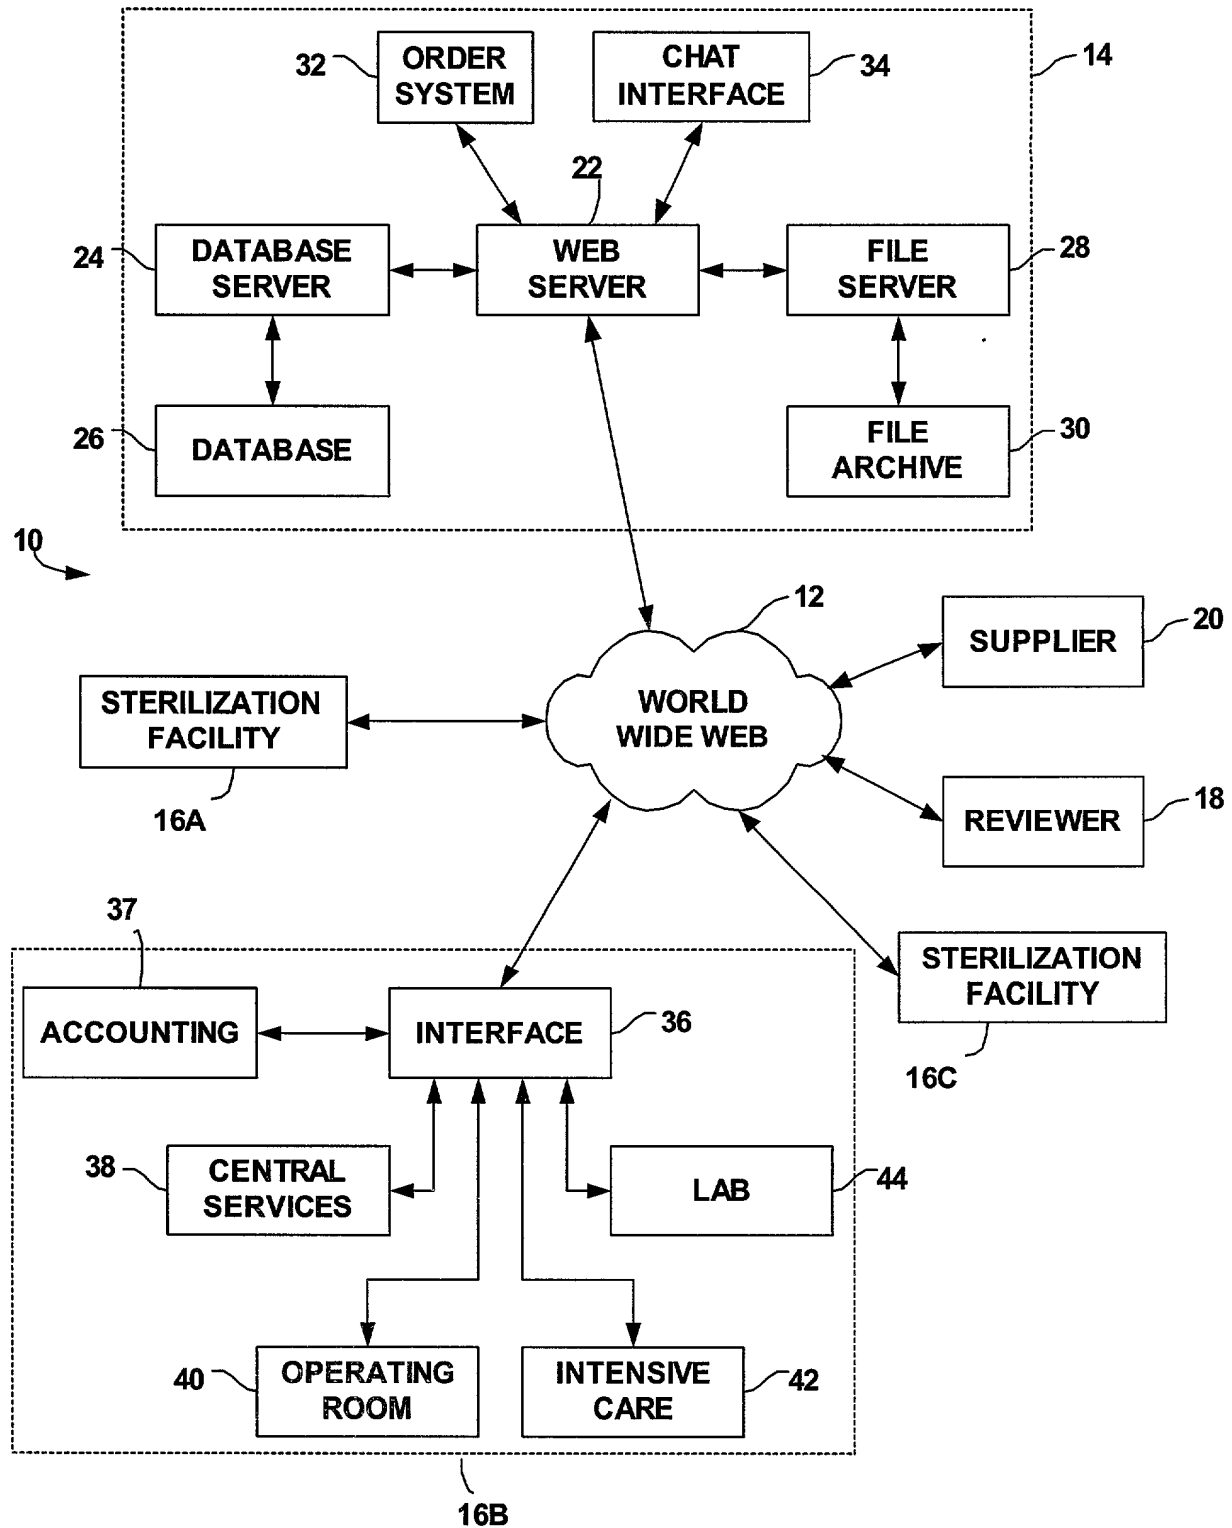 32
ORDER
SYSTEM
CHAT
INTERFACE
34
14
22
24
DATABASE
SERVER
WEB
SERVER
FILE
SERVER
28
26
DATABASE
FILE
ARCHIVE
30
10
12
SUPPLIER
20
STERILIZATION
FACILITY
16A
WORLD
WIDE WEB
REVIEWER
18
37
ACCOUNTING
INTERFACE
36
STERILIZATION
FACILITY
16C
38
CENTRAL
SERVICES
LAB
44
40
OPERATING
ROOM
INTENSIVE
CARE
42
16B